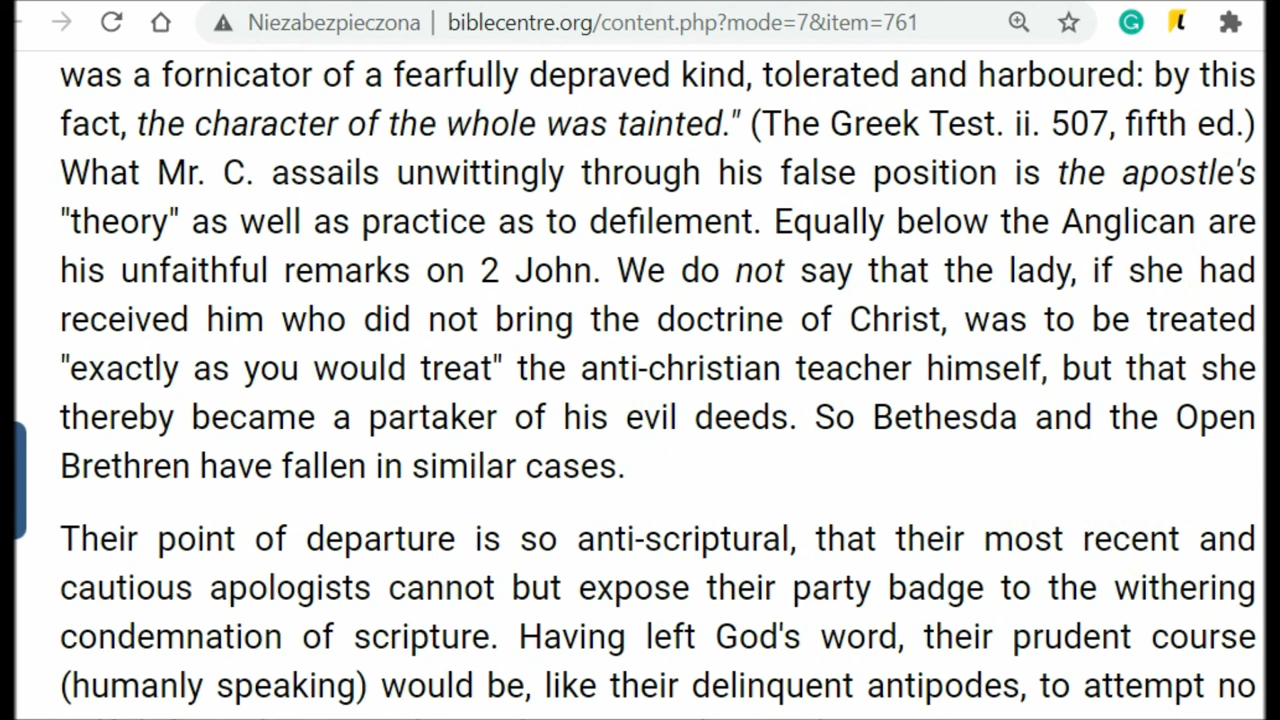 Niezabezpieczona | biblecentre.org/content.php?mode=7&item=761
was a fornicator of a fearfully depraved kind, tolerated and harboured: by this
fact, the character of the whole was tainted." (The Greek Test. ii. 507, fifth ed.)
What Mr. C. assails unwittingly through his false position is the apostle's
"theory" as well as practice as to defilement. Equally below the Anglican are
his unfaithful remarks on 2 John. We do not say that the lady, if she had
received him who did not bring the doctrine of Christ, was to be treated
"exactly as you would treat" the anti-christian teacher himself, but that she
thereby became a partaker of his evil deeds. So Bethesda and the Open
Brethren have fallen in similar cases.
Their point of departure is so anti-scriptural, that their most recent and
cautious apologists cannot but expose their party badge to the withering
condemnation of scripture. Having left God's word, their prudent course
(humanly speaking) would be, like their delinquent antipodes, to attempt no